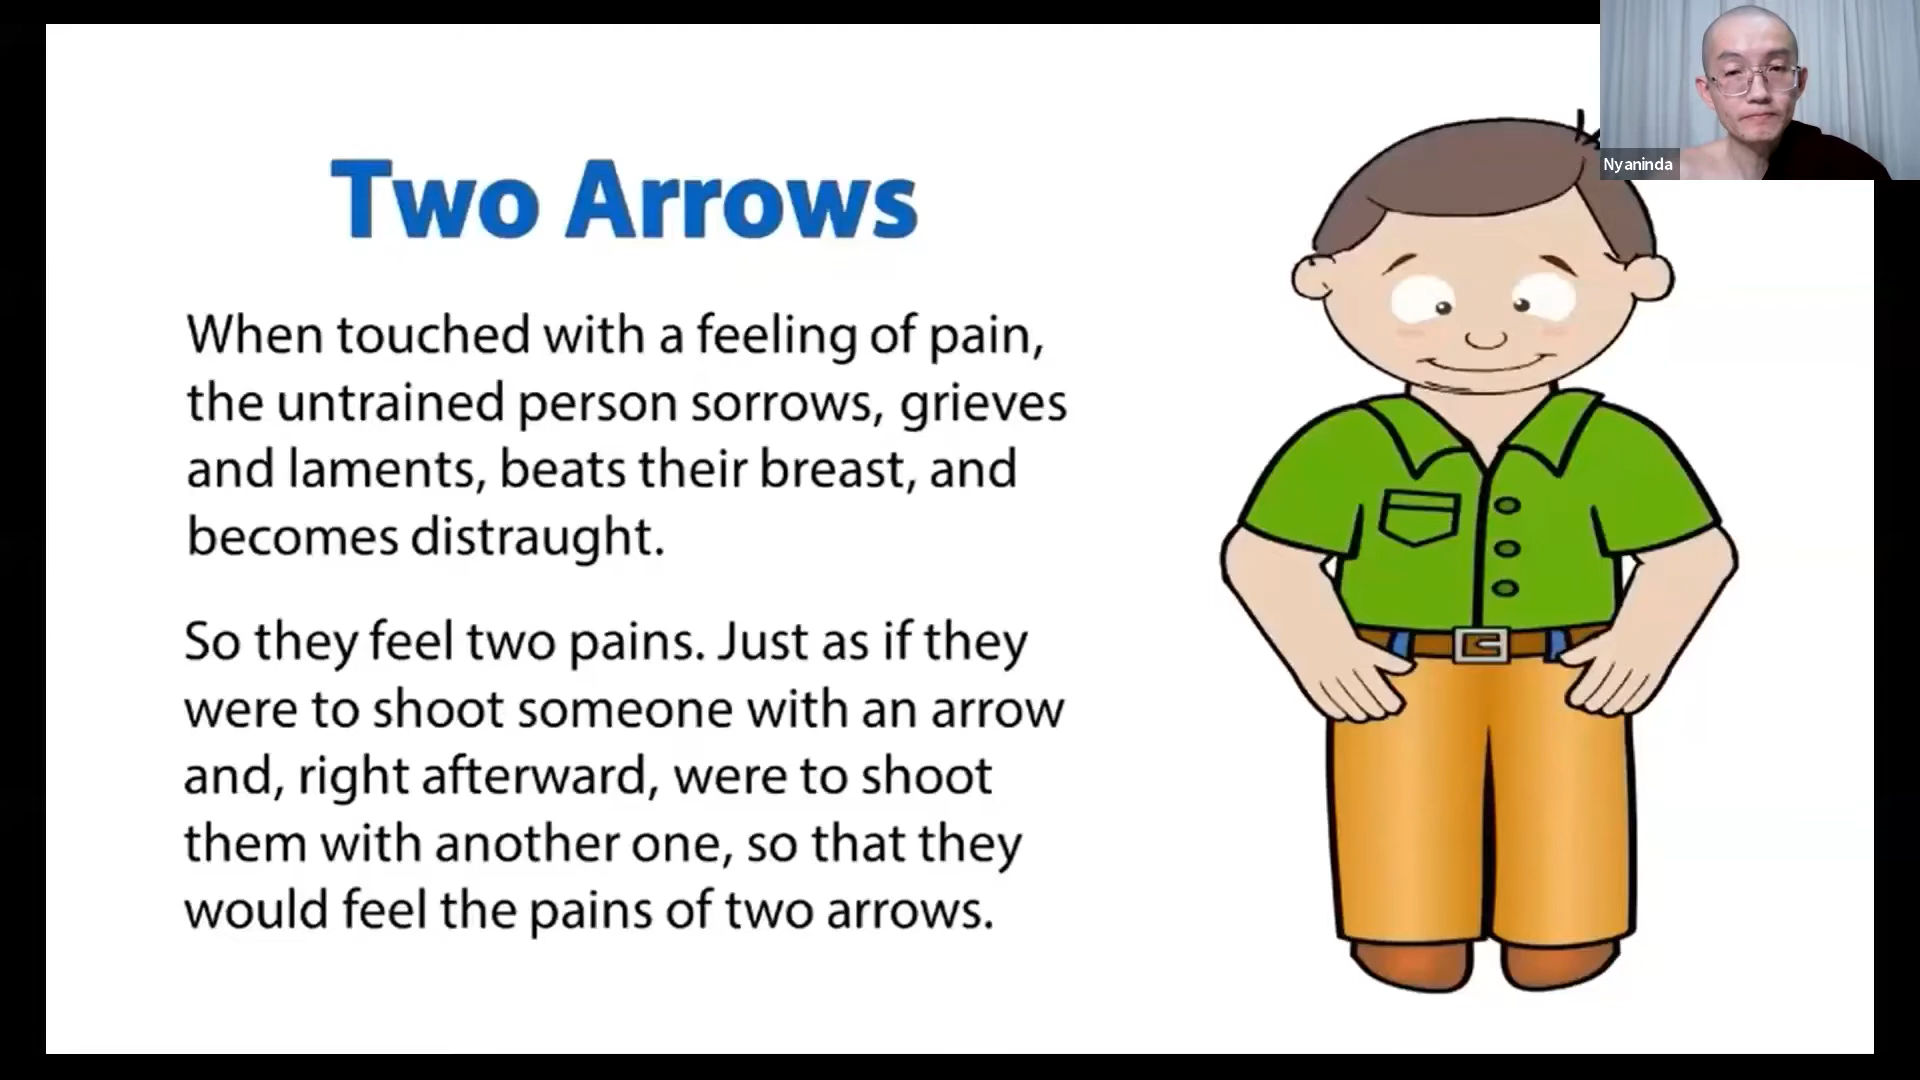 Two Arrows
When touched with a feeling of pain,
the untrained person sorrows, grieves
and laments, beats their breast, and
becomes distraught.
So they feel two pains. Just as if they
were to shoot someone with an arrow
and, right afterward, were to shoot
them with another one, so that they
would feel the pains of two arrows.
Nyaninda